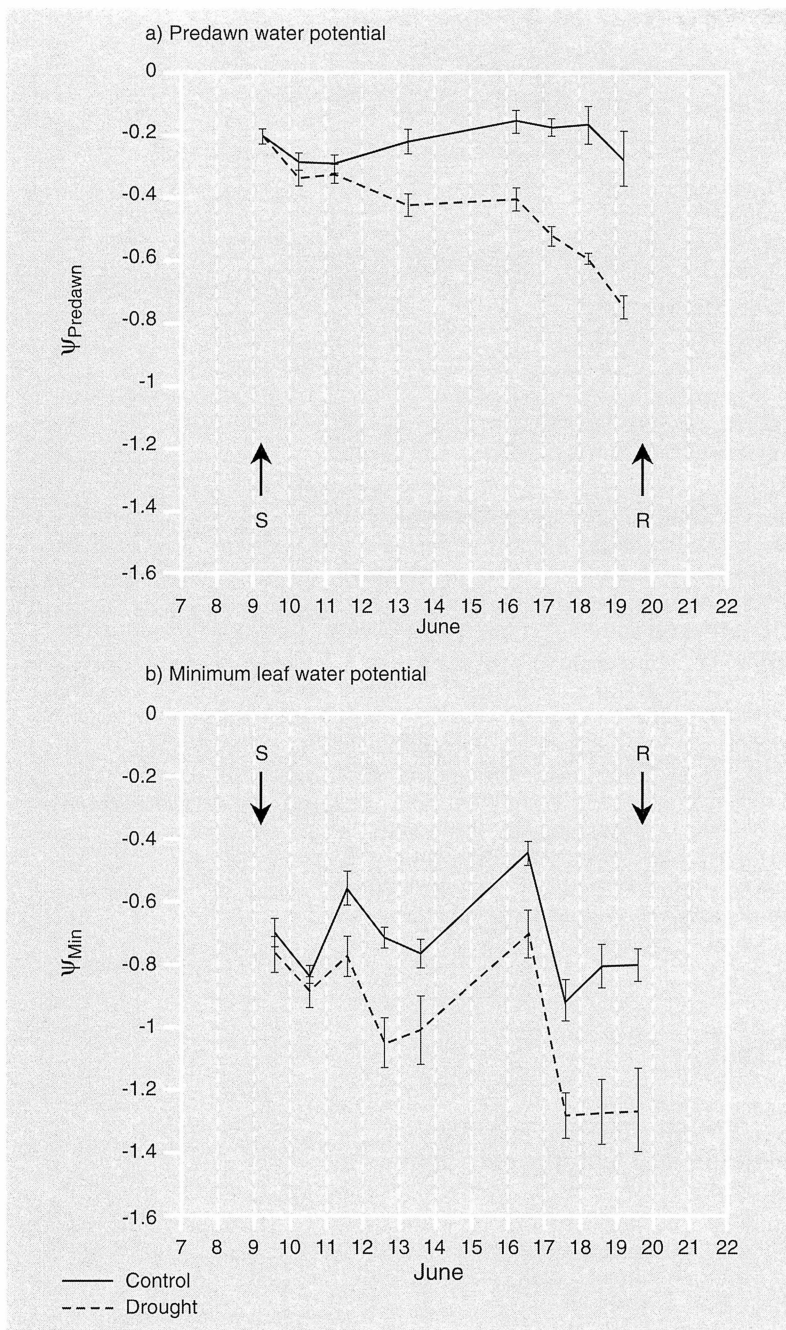 a) Predawn water potential
0
-0.2
-0.4
-0.6
-0.8
-1
-1.2
-1.4
-1.6
ΨPredawn
S R
7 8 9 10 11 12 13 14 15 16 17 18 19 20 21 22
June
b) Minimum leaf water potential
0
-0.2
-0.4
-0.6
-0.8
-1
-1.2
-1.4
-1.6
ΨMin
S R
7 8 9 10 11 12 13 14 15 16 17 18 19 20 21 22
June
Control
Drought